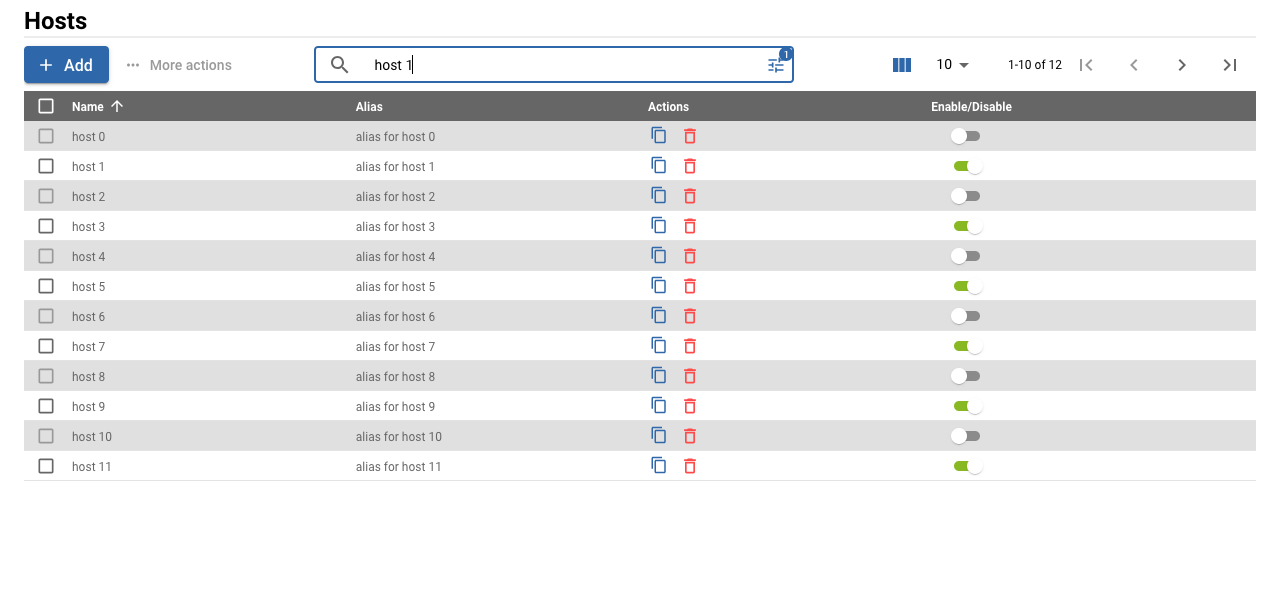 Hosts
Add
More actions
host 1
1
10
1-10 of 12
Name Alias Actions Enable/Disable
host 0 alias for host 0
host 1 alias for host 1
host 2 alias for host 2
host 3 alias for host 3
host 4 alias for host 4
host 5 alias for host 5
host 6 alias for host 6
host 7 alias for host 7
host 8 alias for host 8
host 9 alias for host 9
host 10 alias for host 10
host 11 alias for host 11